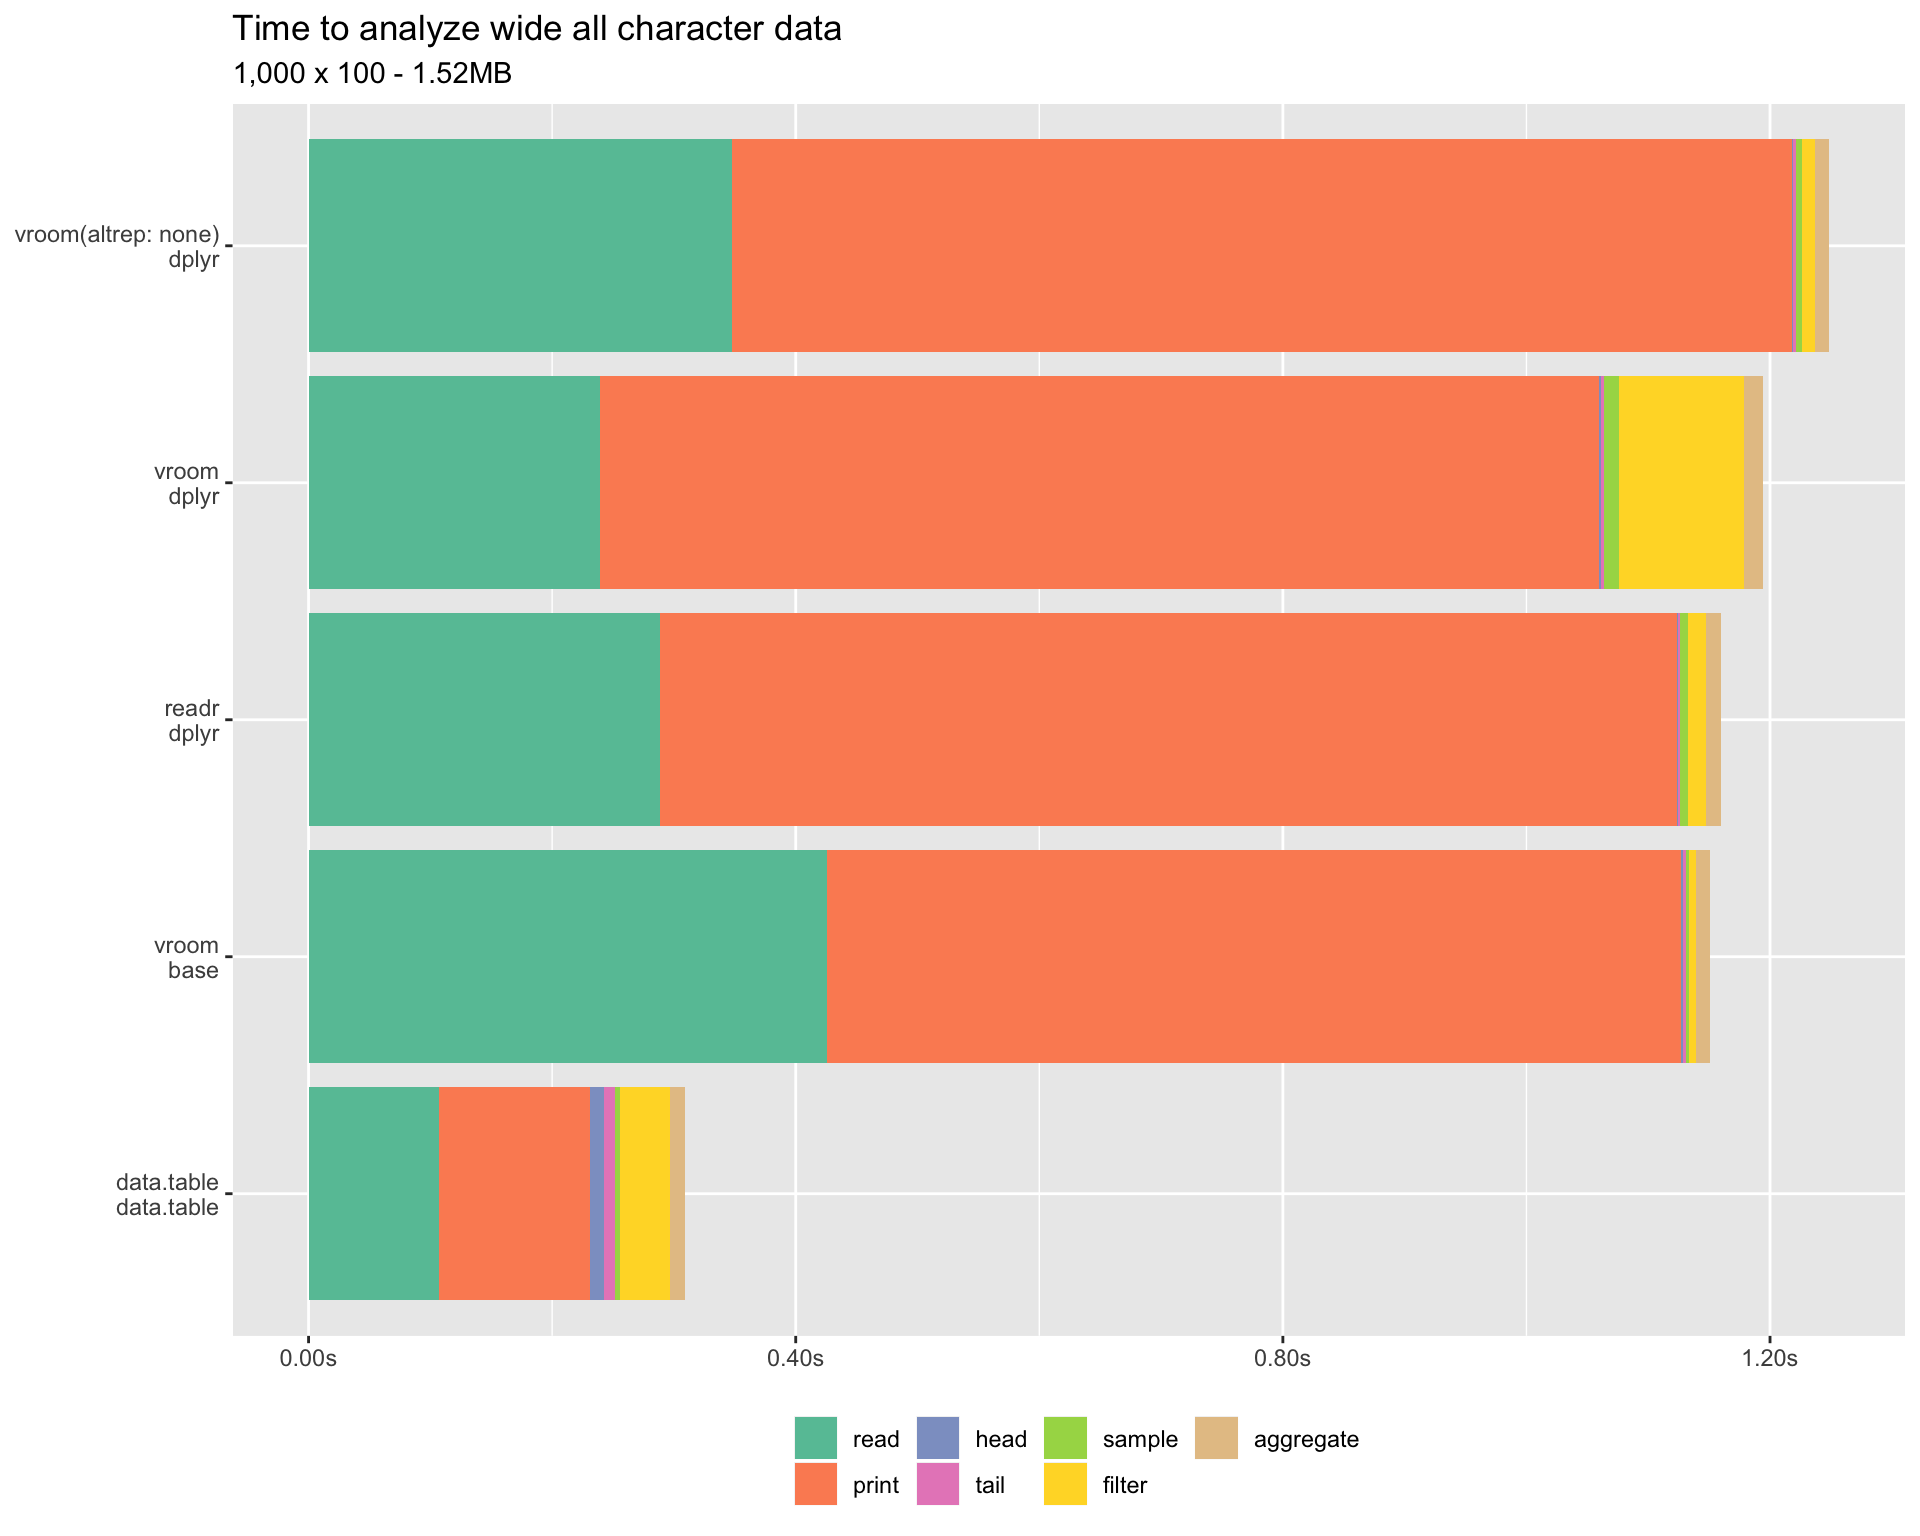 Time to analyze wide all character data
1,000 x 100 - 1.52MB
vroom(altrep: none)
dplyr
vroom
dplyr
readr
dplyr
vroom
base
data.table
data.table
0.00s 0.40s 0.80s 1.20s
read head sample aggregate
print tail filter